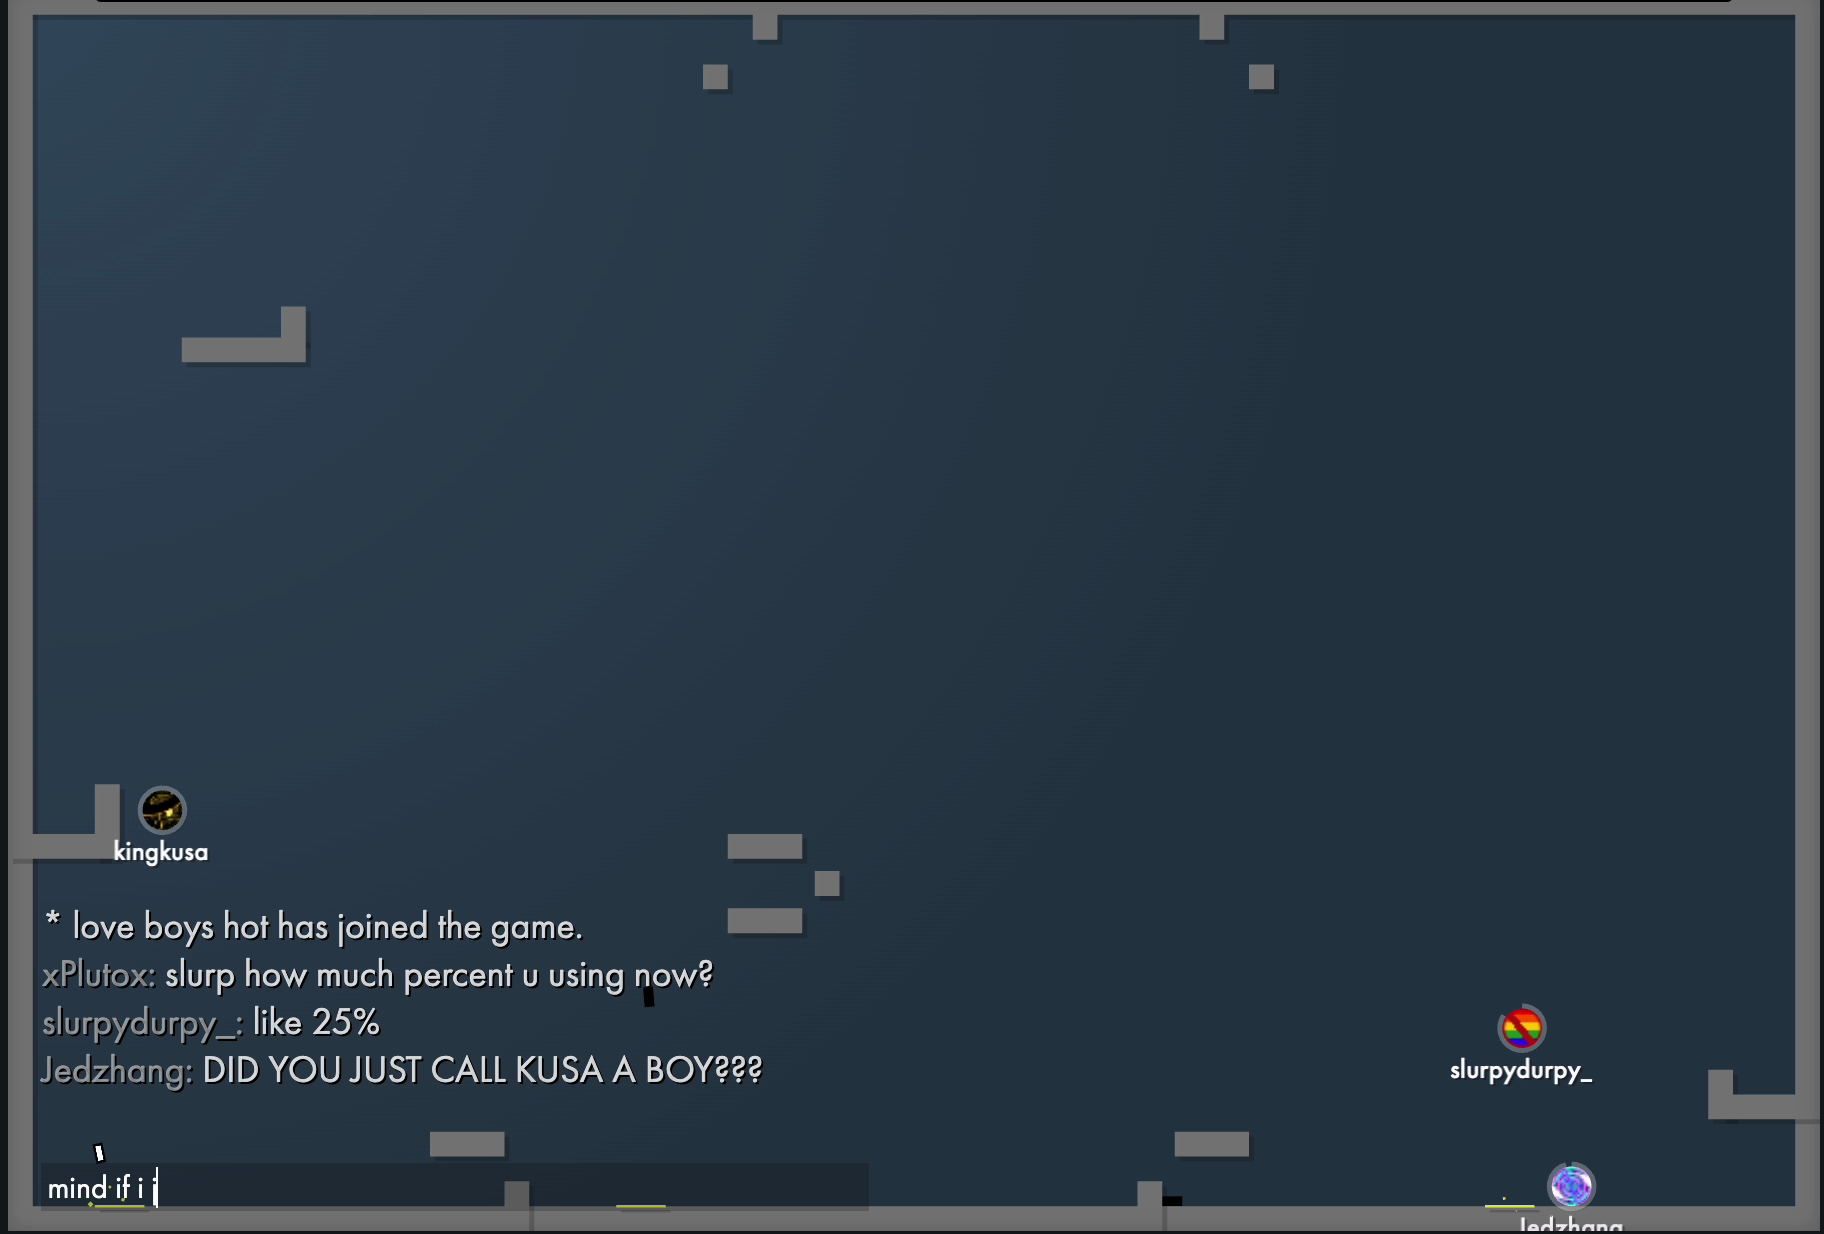 kingkusa
* love boys hot has joined the game.
xPlutox: slurp how much percent u using now?
slurpydurpy_: like 25%
Jedzhang: DID YOU JUST CALL KUSA A BOY???
slurpydurpy_
mind if i j
Jedzhang